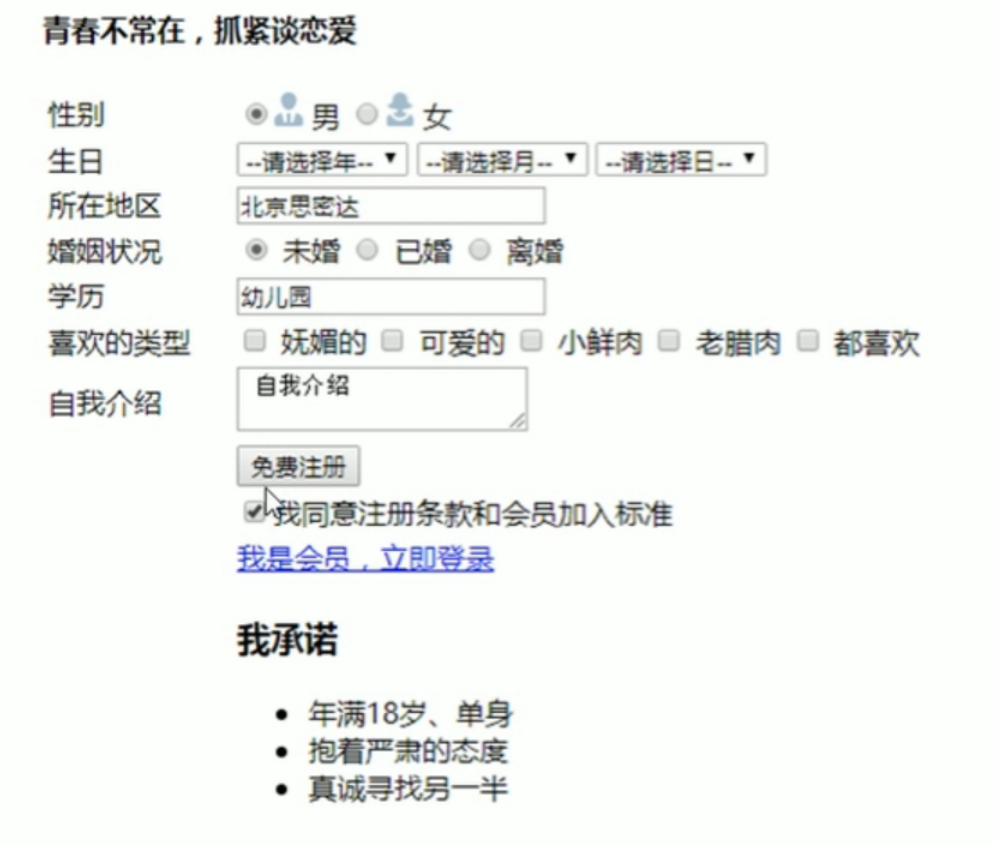 青春不常在，抓紧谈恋爱
性别 男 女
生日 --请选择年-- --请选择月-- --请选择日--
所在地区 北京思密达
婚姻状况 未婚 已婚 离婚
学历 幼儿园
喜欢的类型 妩媚的 可爱的 小鲜肉 老腊肉 都喜欢
自我介绍 自我介绍
免费注册
我同意注册条款和会员加入标准
我是会员，立即登录
我承诺
年满18岁、单身
抱着严肃的态度
真诚寻找另一半